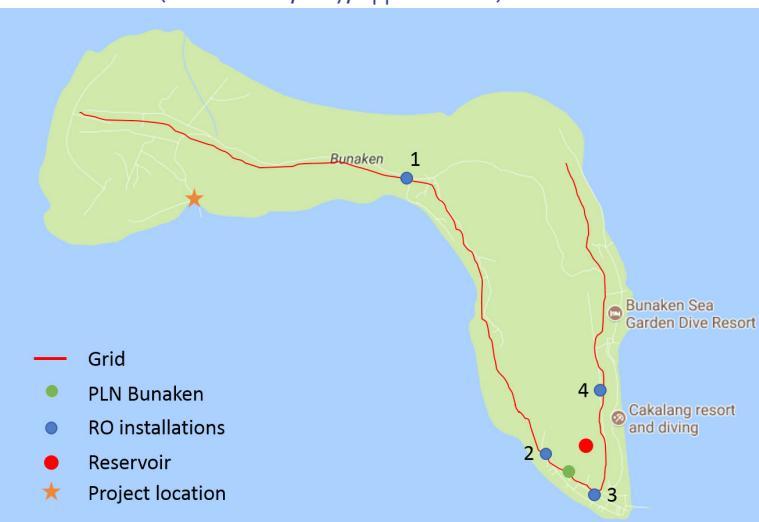 Bunaken
1
Bunaken Sea
Garden Dive Resort
4
Cakalang resort
and diving
2
3
Grid
PLN Bunaken
RO installations
Reservoir
Project location